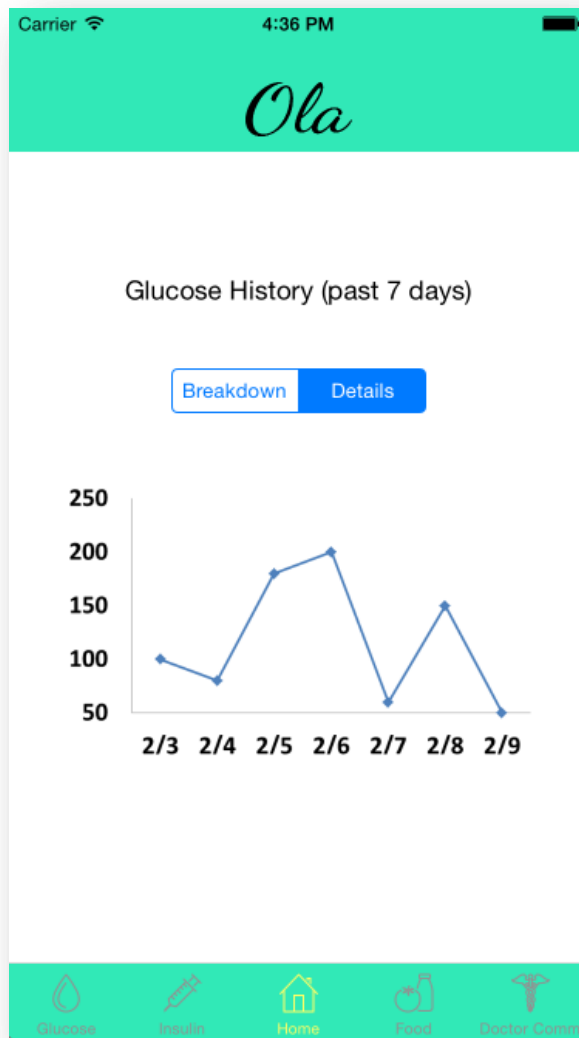 Carrier 4:36 PM
Ola
Glucose History (past 7 days)
Breakdown Details
250
200
150
100
50
2/3 2/4 2/5 2/6 2/7 2/8 2/9
Glucose Insulin Home Food Doctor Comm